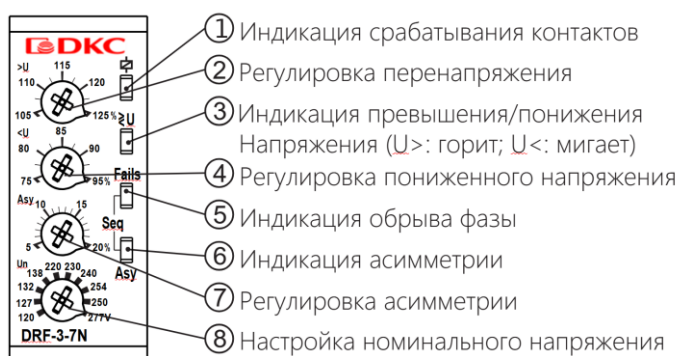 DKC
>U 115
110 120
105 125%
≷U
<U 85
80 90
75 95%
Fails
Asy 10 15
5 20%
Seq
Asy
Un 138 220 230 240
132 254
127 250
120 277V
DRF-3-7N
① Индикация срабатывания контактов
② Регулировка перенапряжения
③ Индикация превышения/понижения
Напряжения (U>: горит; U<: мигает)
④ Регулировка пониженного напряжения
⑤ Индикация обрыва фазы
⑥ Индикация асимметрии
⑦ Регулировка асимметрии
⑧ Настройка номинального напряжения